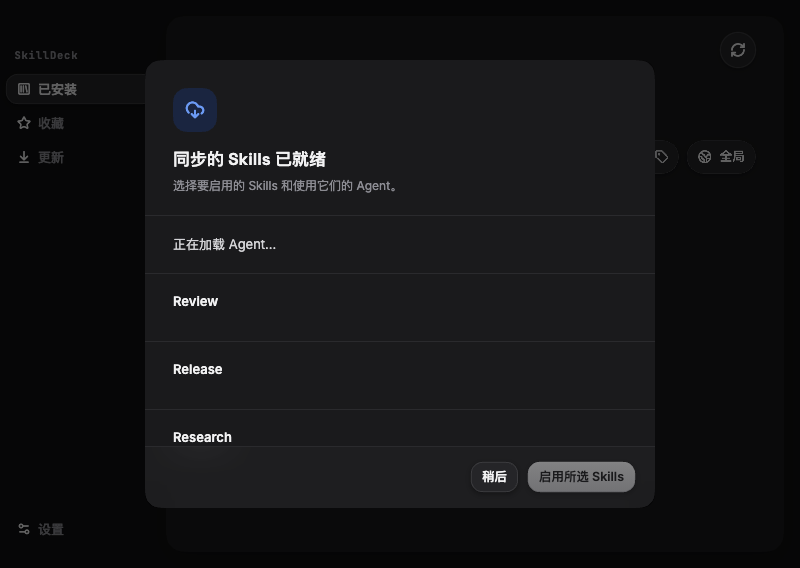 SkillDeck
已安装
收藏
更新
全局
同步的 Skills 已就绪
选择要启用的 Skills 和使用它们的 Agent。
正在加载 Agent...
Review
Release
Research
稍后
启用所选 Skills
设置